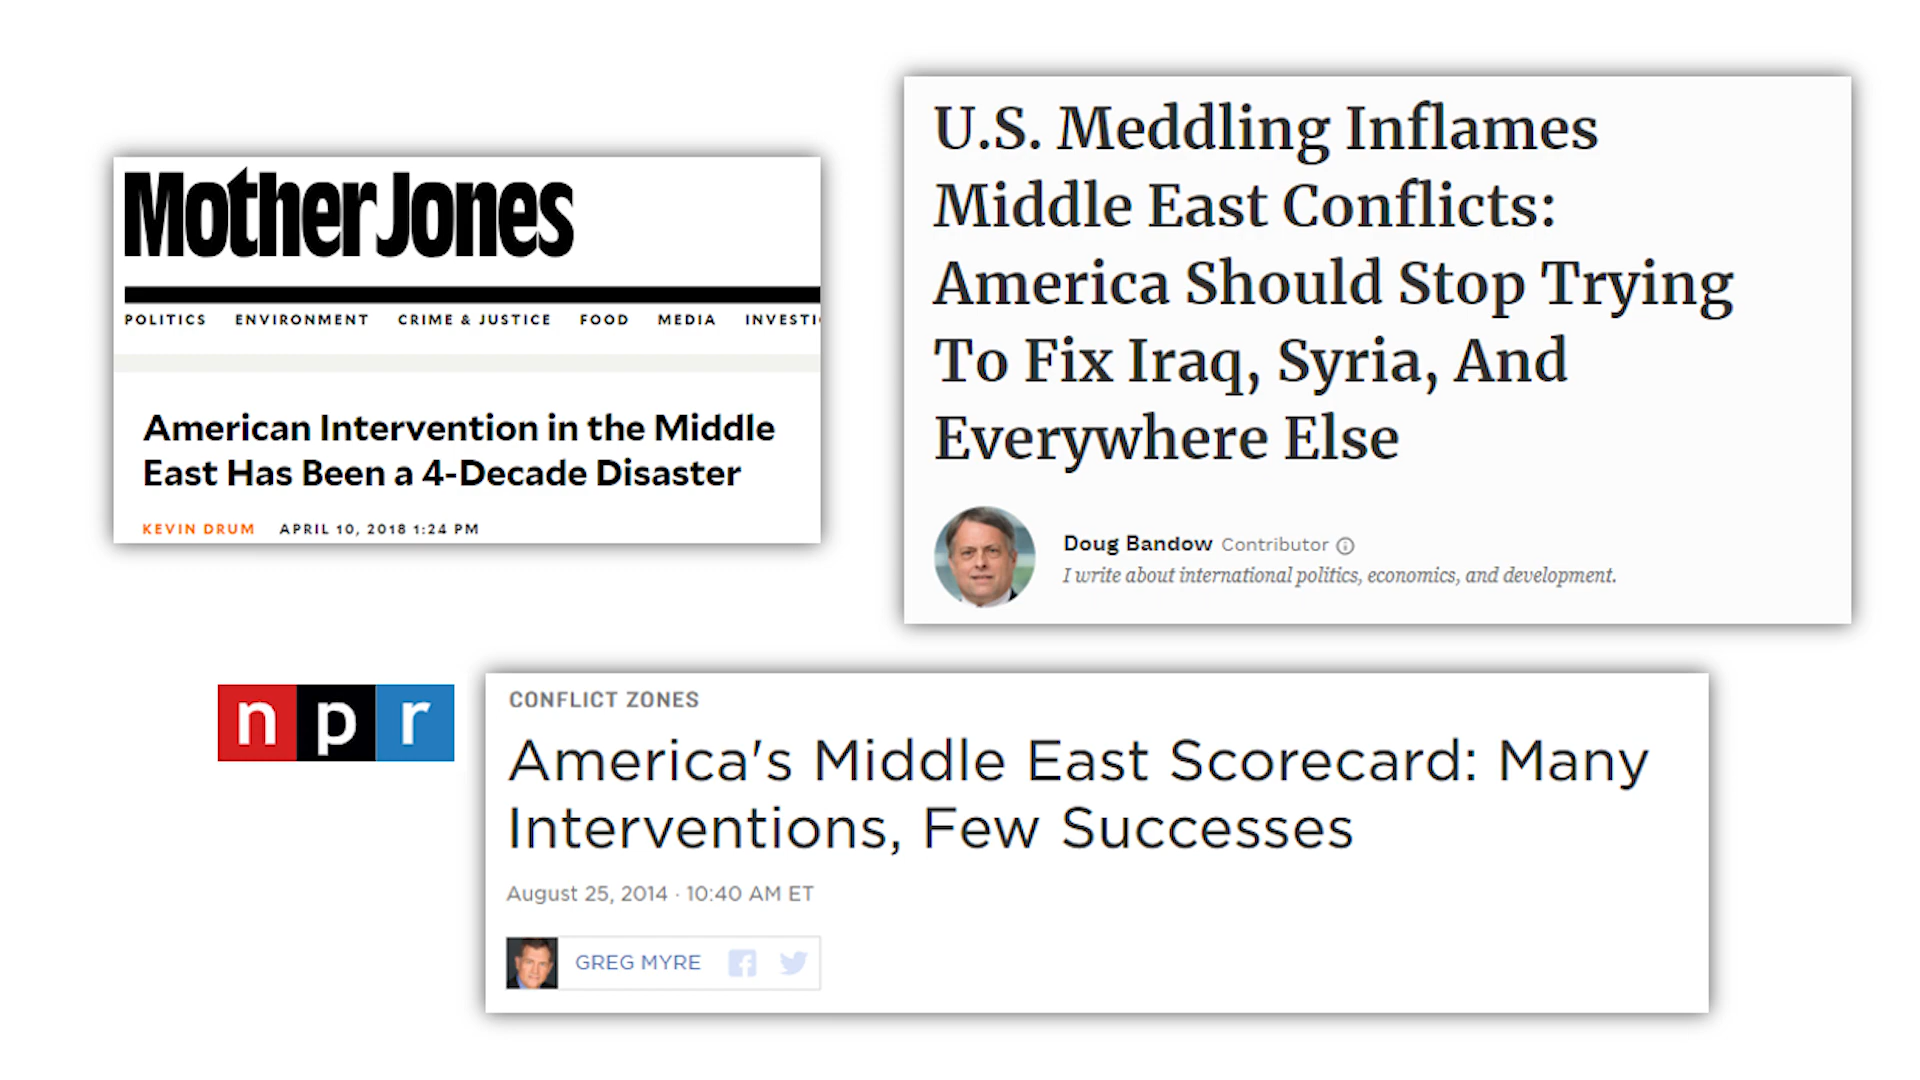 Mother Jones
POLITICS ENVIRONMENT CRIME & JUSTICE FOOD MEDIA INVESTI
American Intervention in the Middle
East Has Been a 4-Decade Disaster
KEVIN DRUM APRIL 10, 2018 1:24 PM
U.S. Meddling Inflames
Middle East Conflicts:
America Should Stop Trying
To Fix Iraq, Syria, And
Everywhere Else
Doug Bandow Contributor
I write about international politics, economics, and development.
npr
CONFLICT ZONES
America's Middle East Scorecard: Many
Interventions, Few Successes
August 25, 2014 · 10:40 AM ET
GREG MYRE